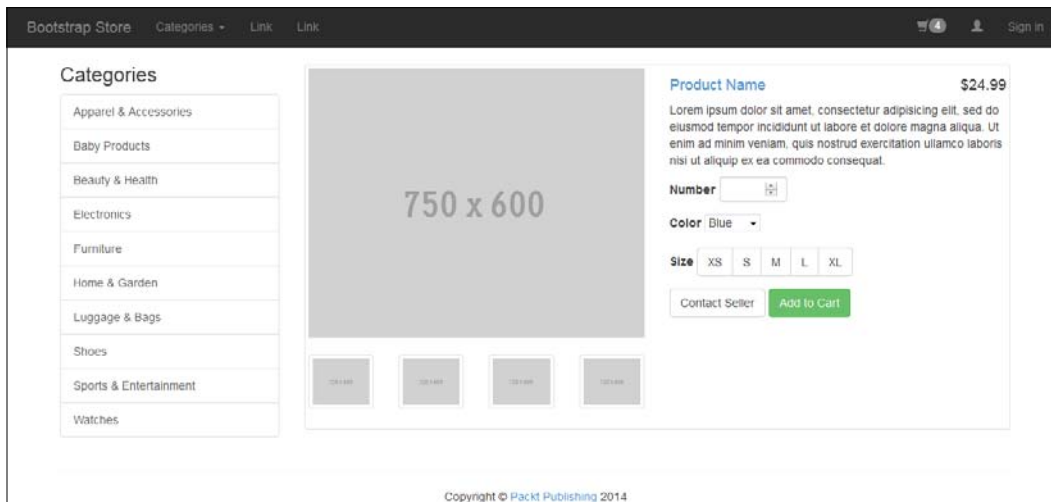 Bootstrap Store Categories Link Link 4 Sign in
Categories
Apparel & Accessories
Baby Products
Beauty & Health
Electronics
Furniture
Home & Garden
Luggage & Bags
Shoes
Sports & Entertainment
Watches
750 x 600
Product Name $24.99
Lorem ipsum dolor sit amet, consectetur adipisicing elit, sed do
eiusmod tempor incididunt ut labore et dolore magna aliqua. Ut
enim ad minim veniam, quis nostrud exercitation ullamco laboris
nisi ut aliquip ex ea commodo consequat.
Number
Color Blue
Size XS S M L XL
Contact Seller Add to Cart
Copyright © Packt Publishing 2014